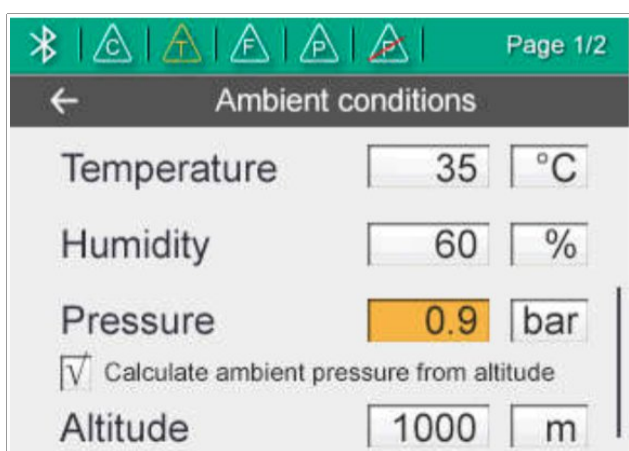 C T F P P Page 1/2
Ambient conditions
Temperature 35 °C
Humidity 60 %
Pressure 0.9 bar
√ Calculate ambient pressure from altitude
Altitude 1000 m